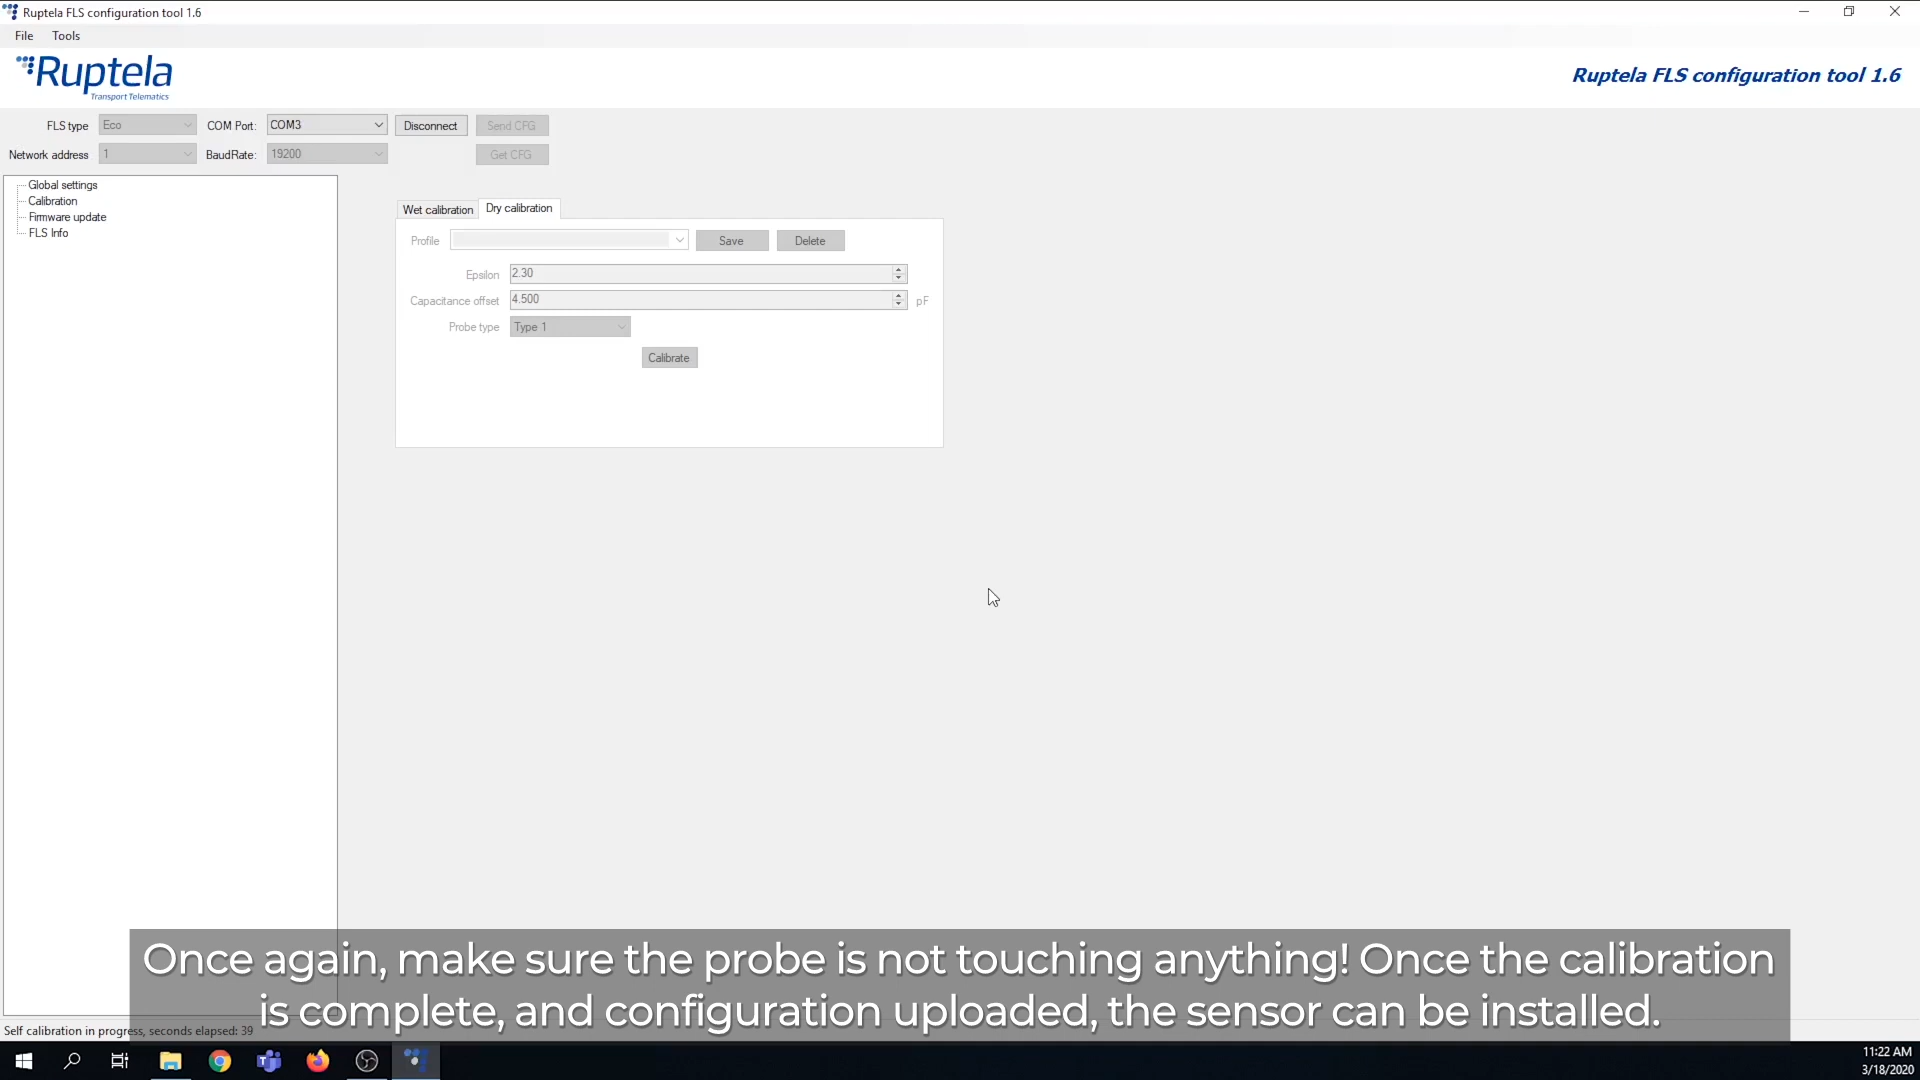 Ruptela FLS configuration tool 1.6
File Tools
Ruptela
Transport Telematics
Ruptela FLS configuration tool 1.6
FLS type Eco COM Port: COM3 Disconnect Send CFG
Network address 1 BaudRate: 19200 Get CFG
Global settings
Calibration
Firmware update
FLS Info
Wet calibration Dry calibration
Profile Save Delete
Epsilon 2.30
Capacitance offset 4.500 pF
Probe type Type 1
Calibrate
Once again, make sure the probe is not touching anything! Once the calibration
is complete, and configuration uploaded, the sensor can be installed.
Self calibration in progress, seconds elapsed: 39
11:22 AM
3/18/2020